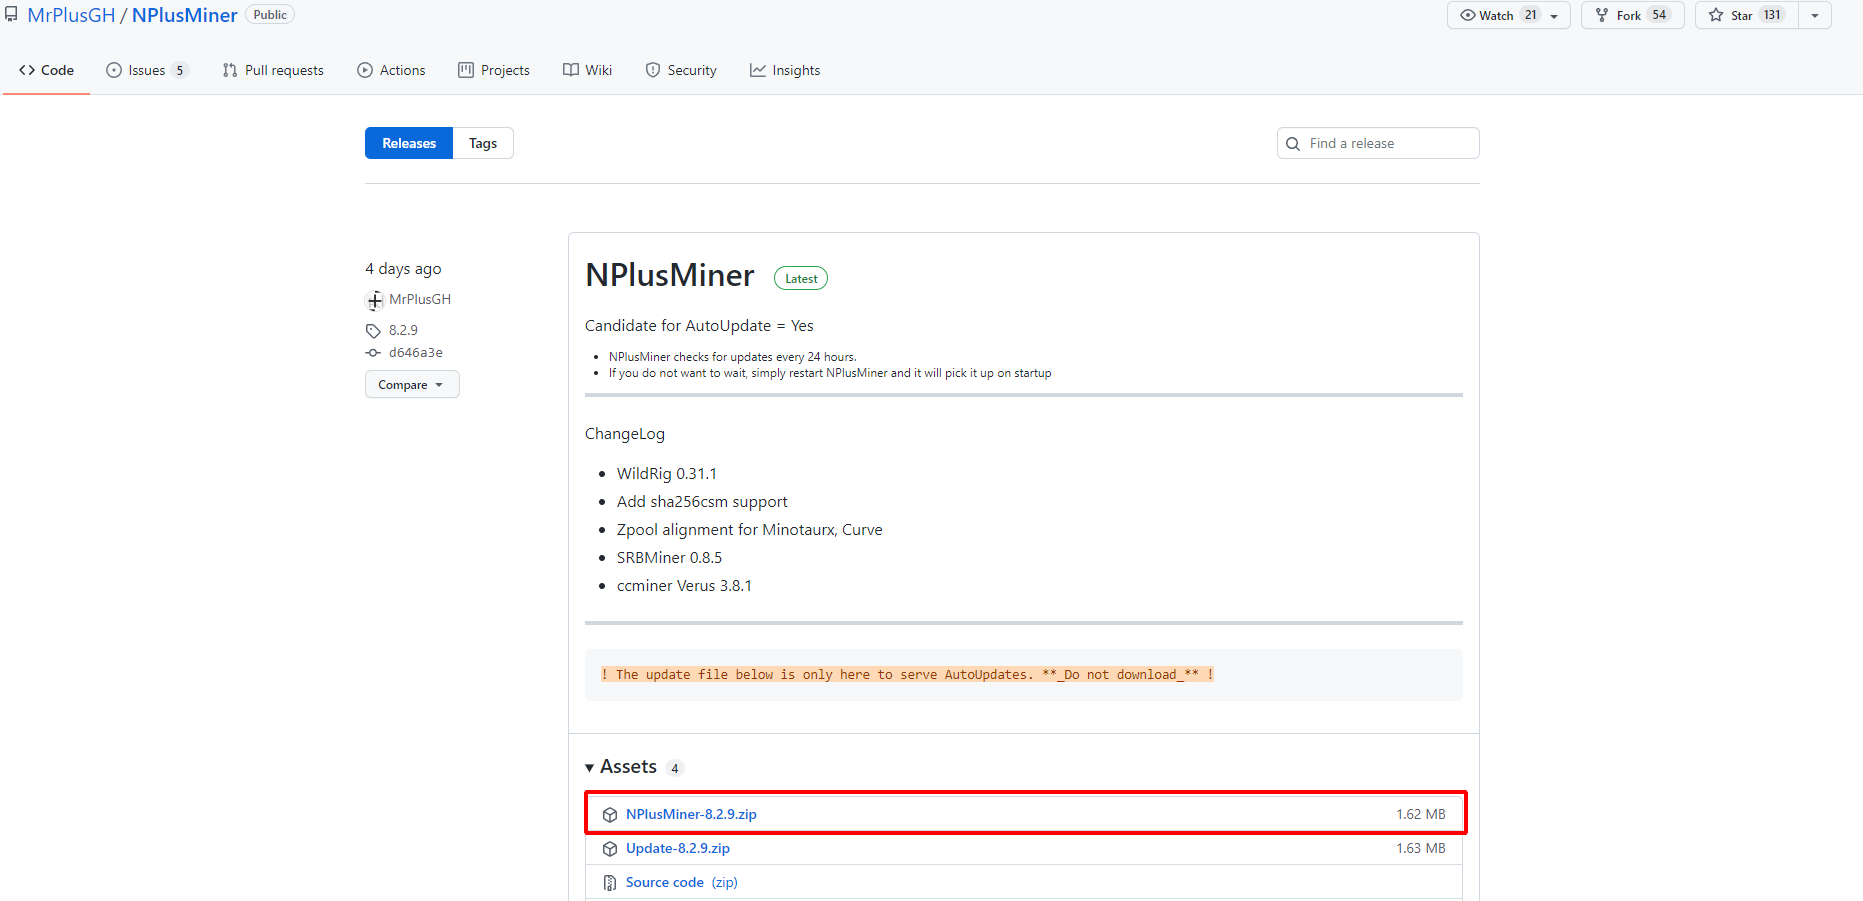 MrPlusGH / NPlusMiner Public
Watch 21 Fork 54 Star 131
Code Issues 5 Pull requests Actions Projects Wiki Security Insights
Releases Tags
Find a release
4 days ago
MrPlusGH
8.2.9
d646a3e
Compare
NPlusMiner Latest
Candidate for AutoUpdate = Yes
• NPlusMiner checks for updates every 24 hours.
• If you do not want to wait, simply restart NPlusMiner and it will pick it up on startup
ChangeLog
• WildRig 0.31.1
• Add sha256csm support
• Zpool alignment for Minotaurx, Curve
• SRBMiner 0.8.5
• ccminer Verus 3.8.1
! The update file below is only here to serve AutoUpdates. **_Do not download_** !
Assets 4
NPlusMiner-8.2.9.zip 1.62 MB
Update-8.2.9.zip 1.63 MB
Source code (zip)